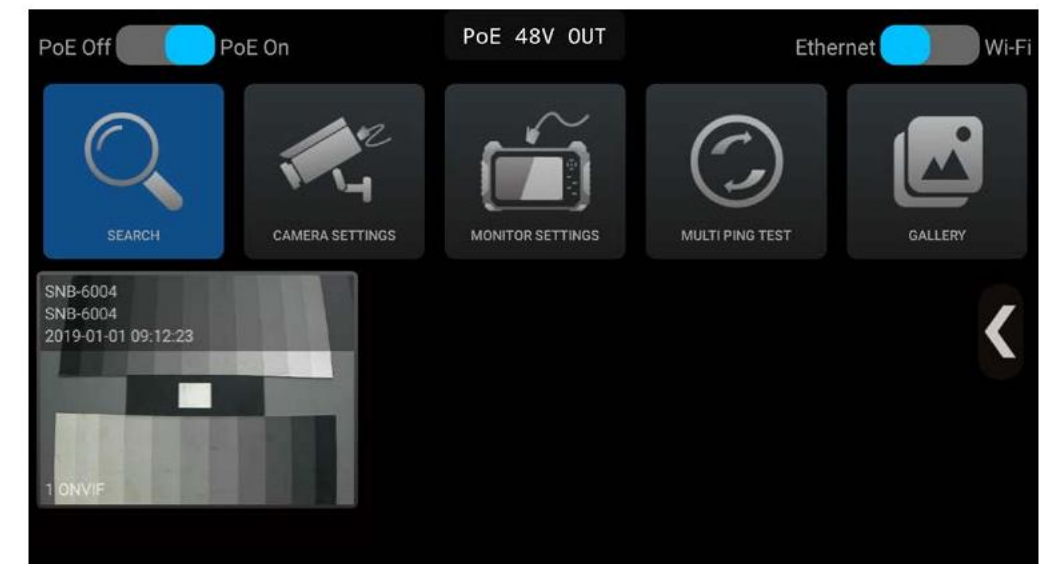 PoE Off PoE On
PoE 48V OUT
Ethernet Wi-Fi
SEARCH
CAMERA SETTINGS
MONITOR SETTINGS
MULTI PING TEST
GALLERY
SNB-6004
SNB-6004
2019-01-01 09:12:23
1 ONVIF